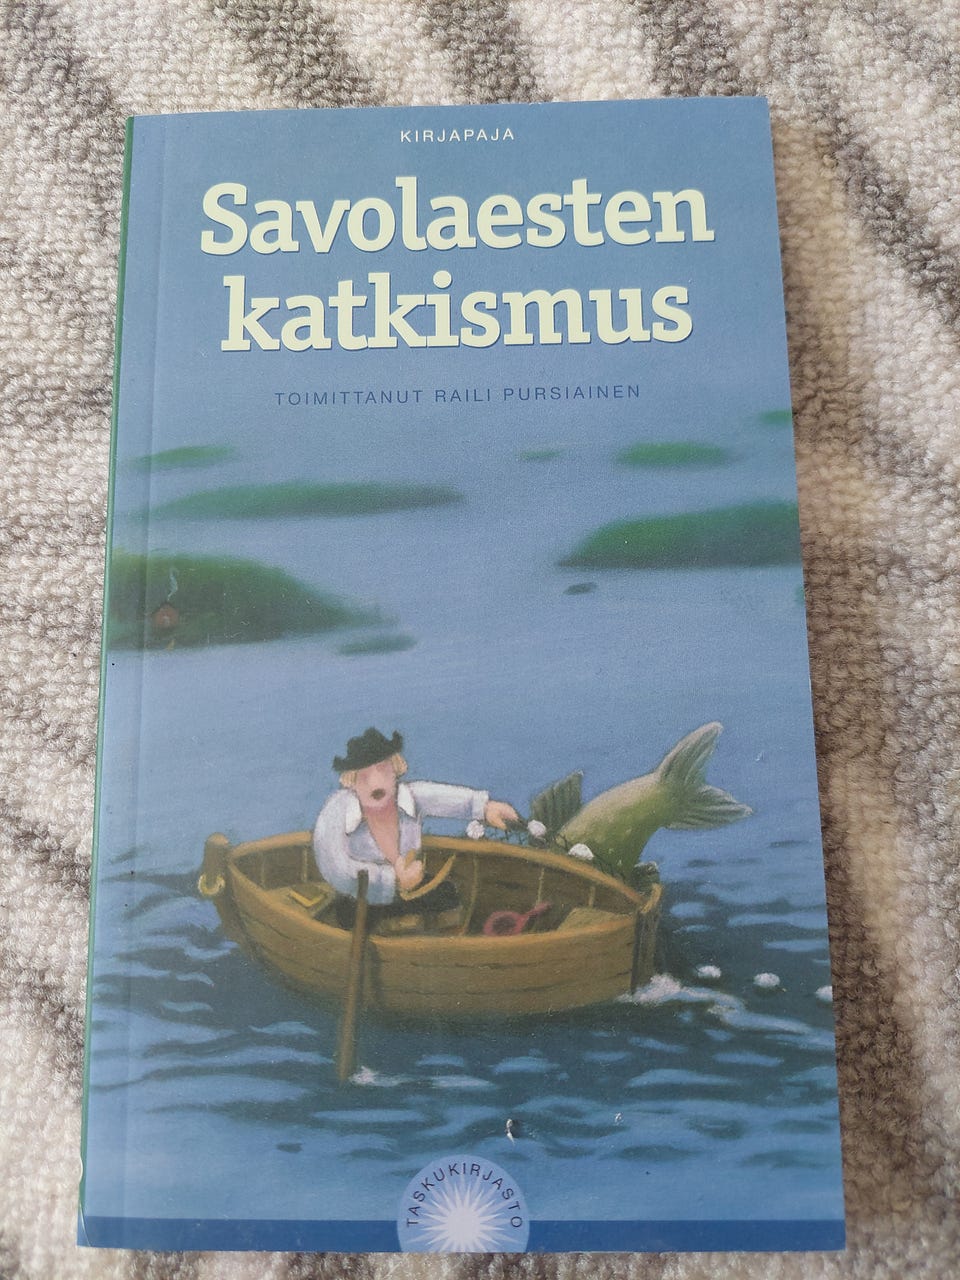 KIRJAPAJA
Savolaesten
katkismus
TOIMITTANUT RAILI PURSIAINEN
TASKUKIRJASTO